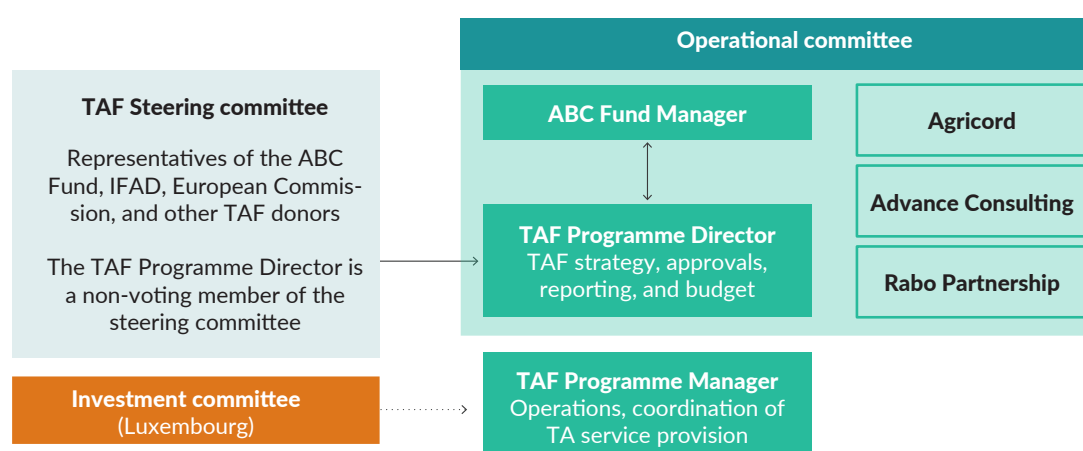 Operational committee
TAF Steering committee
Representatives of the ABC
Fund, IFAD, European Commis-
sion, and other TAF donors
The TAF Programme Director is
a non-voting member of the
steering committee
ABC Fund Manager
TAF Programme Director
TAF strategy, approvals,
reporting, and budget
Agricord
Advance Consulting
Rabo Partnership
Investment committee
(Luxembourg)
TAF Programme Manager
Operations, coordination of
TA service provision